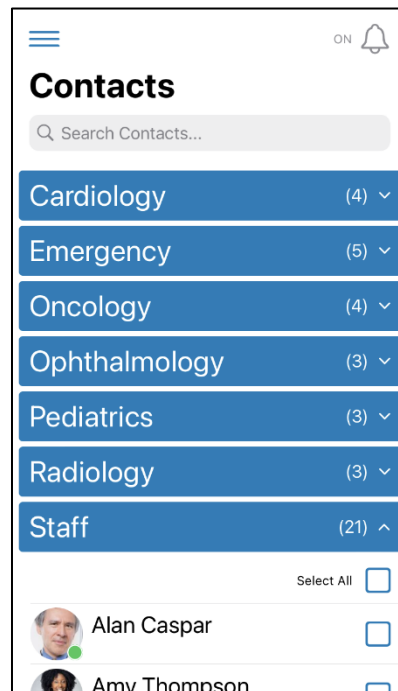 ON
Contacts
Search Contacts...
Cardiology (4)
Emergency (5)
Oncology (4)
Ophthalmology (3)
Pediatrics (3)
Radiology (3)
Staff (21)
Select All
Alan Caspar
Amy Thompson